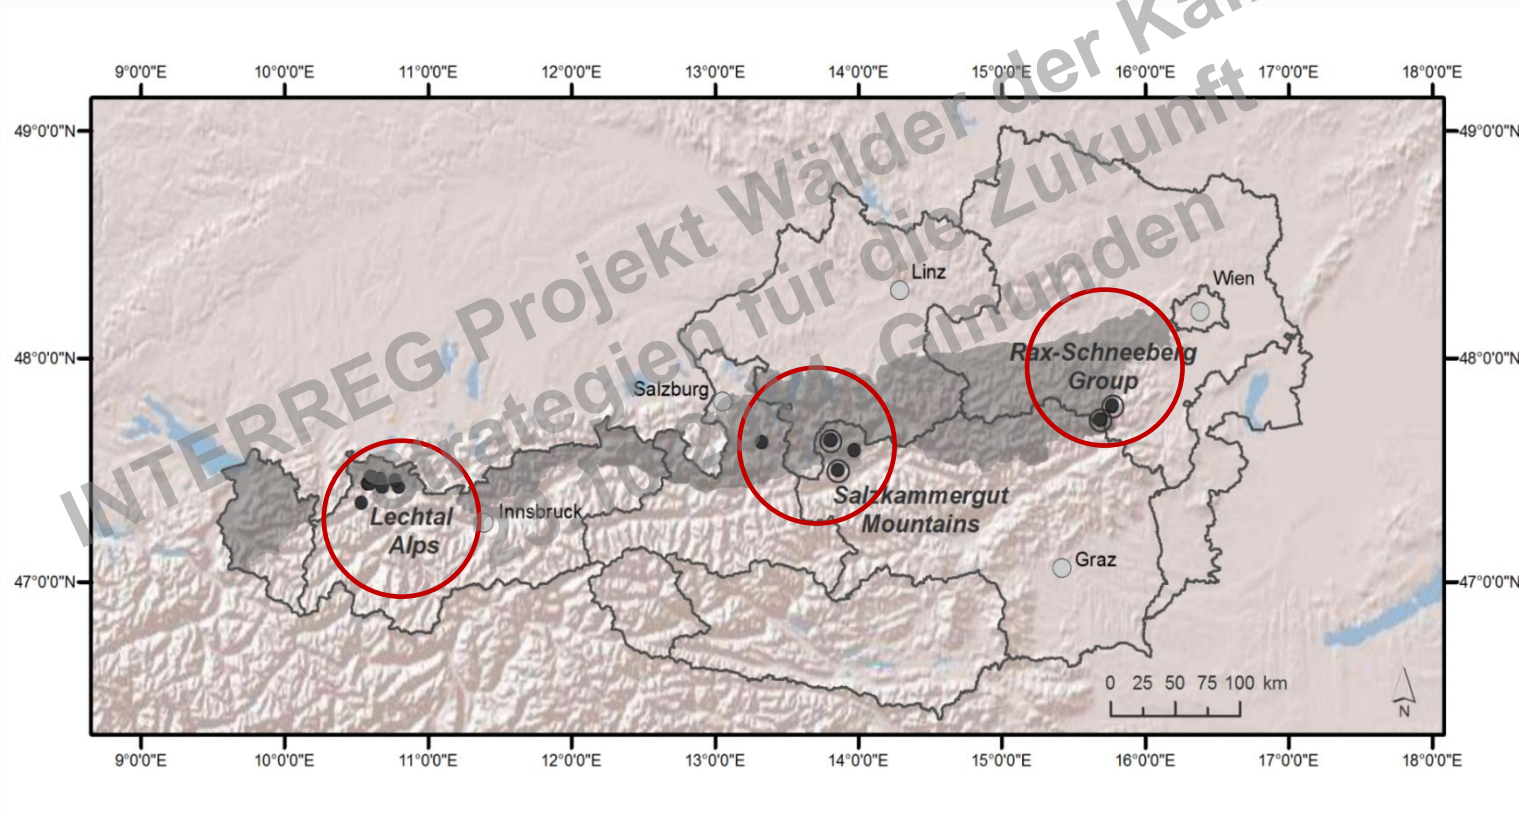 9°0'0"E 10°0'0"E 11°0'0"E 12°0'0"E 13°0'0"E 14°0'0"E 15°0'0"E 16°0'0"E 17°0'0"E 18°0'0"E
49°0'0"N 49°0'0"N
INTERREG Projekt Wälder der
für die Zukunft
Gmunden
Linz
Wien
48°0'0"N 48°0'0"N
Rax-Schneeberg
Group
Salzburg
Salzkammergut
Mountains
Innsbruck
Lechtal
Alps
Graz
47°0'0"N 47°0'0"N
0 25 50 75 100 km
N
9°0'0"E 10°0'0"E 11°0'0"E 12°0'0"E 13°0'0"E 14°0'0"E 15°0'0"E 16°0'0"E 17°0'0"E 18°0'0"E